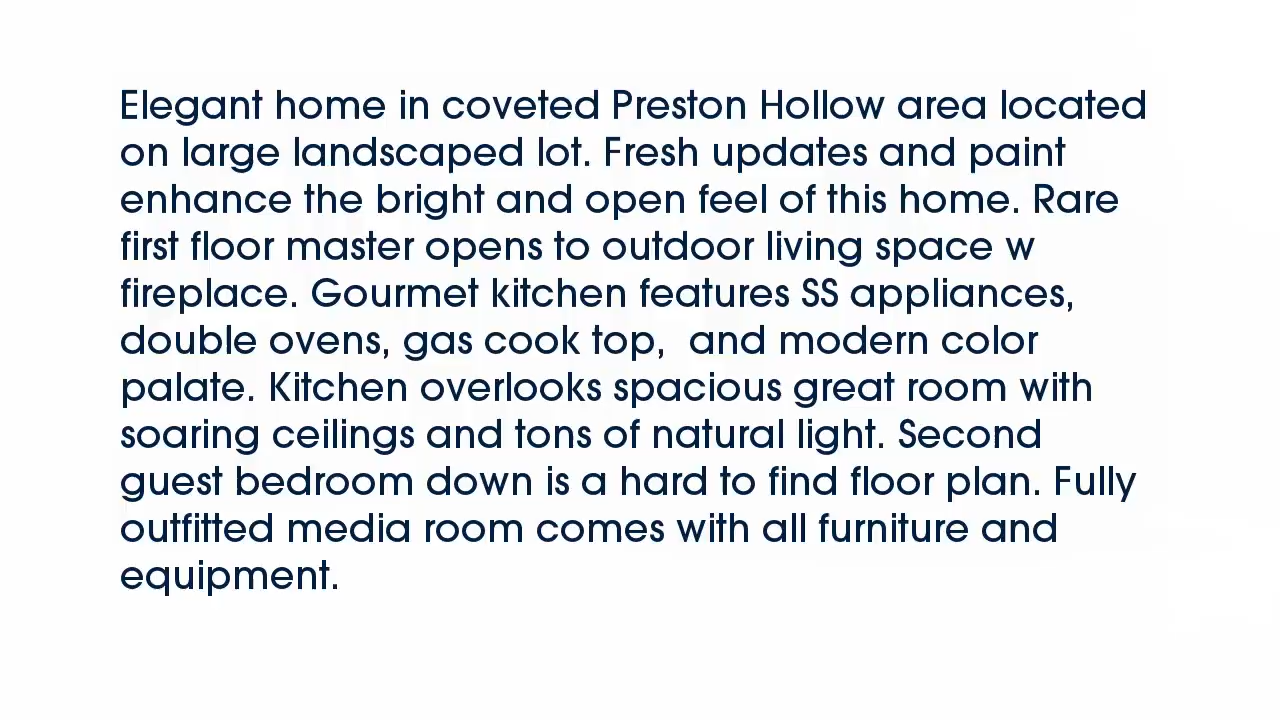 Elegant home in coveted Preston Hollow area located
on large landscaped lot. Fresh updates and paint
enhance the bright and open feel of this home. Rare
first floor master opens to outdoor living space w
fireplace. Gourmet kitchen features SS appliances,
double ovens, gas cook top,  and modern color
palate. Kitchen overlooks spacious great room with
soaring ceilings and tons of natural light. Second
guest bedroom down is a hard to find floor plan. Fully
outfitted media room comes with all furniture and
equipment.